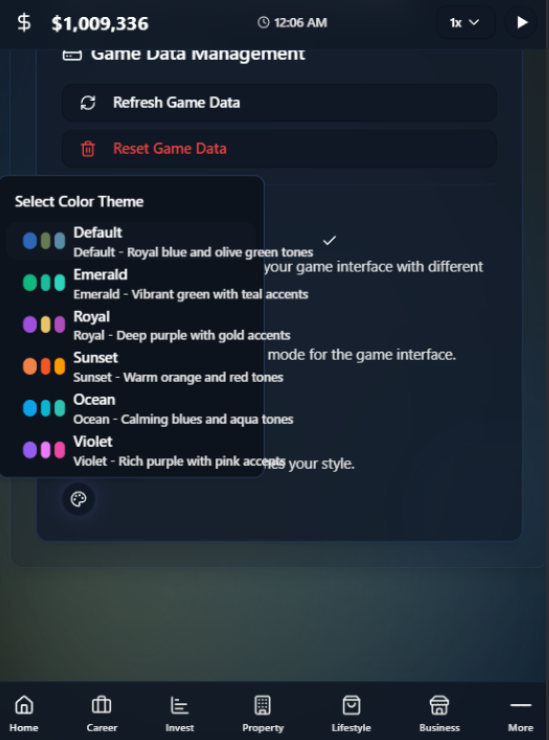 $ $1,009,336 12:06 AM 1x
Game Data Management
Refresh Game Data
Reset Game Data
Select Color Theme
Default
Default - Royal blue and olive green tones
your game interface with different
Emerald
Emerald - Vibrant green with teal accents
Royal
Royal - Deep purple with gold accents
mode for the game interface.
Sunset
Sunset - Warm orange and red tones
Ocean
Ocean - Calming blues and aqua tones
Violet
Violet - Rich purple with pink accents
your style.
Home Career Invest Property Lifestyle Business More